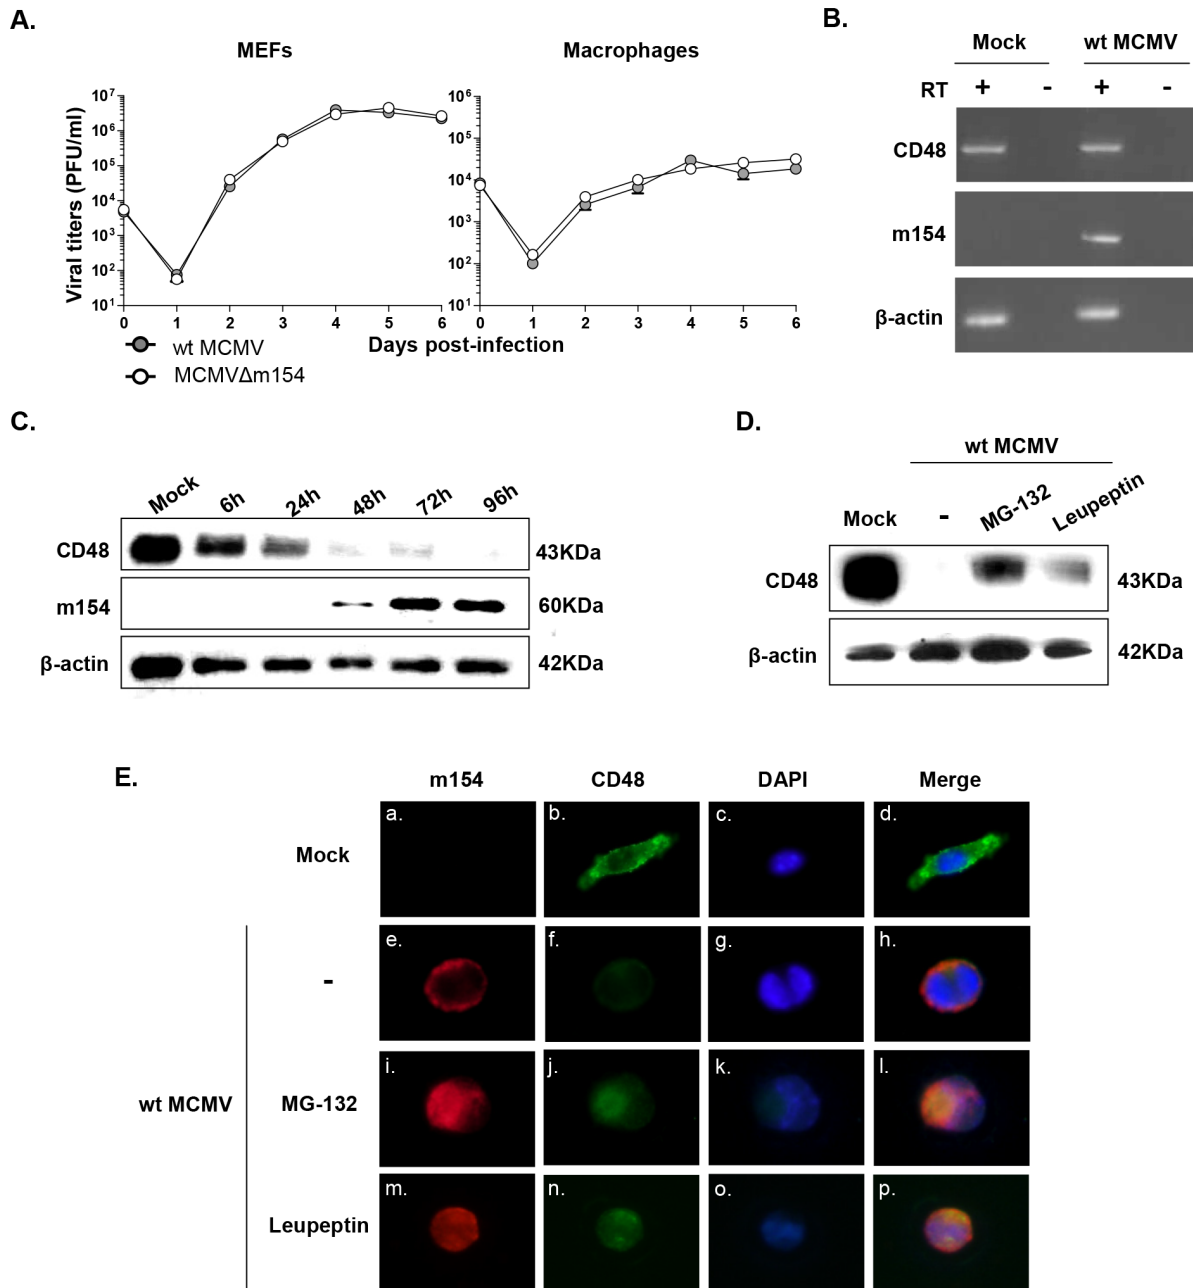 A.
MEFs
Macrophages
Viral titers (PFU/ml)
10⁷
10⁶
10⁵
10⁴
10³
10²
10¹
0 1 2 3 4 5 6
10⁶
10⁵
10⁴
10³
10²
10¹
0 1 2 3 4 5 6
Days post-infection
wt MCMV
MCMVΔm154
B.
Mock wt MCMV
RT + - + -
CD48
m154
β-actin
C.
Mock 6h 24h 48h 72h 96h
CD48 43KDa
m154 60KDa
β-actin 42KDa
D.
wt MCMV
Mock - MG-132 Leupeptin
CD48 43KDa
β-actin 42KDa
E.
m154 CD48 DAPI Merge
Mock
a. b. c. d.
wt MCMV
-
e. f. g. h.
MG-132
i. j. k. l.
Leupeptin
m. n. o. p.